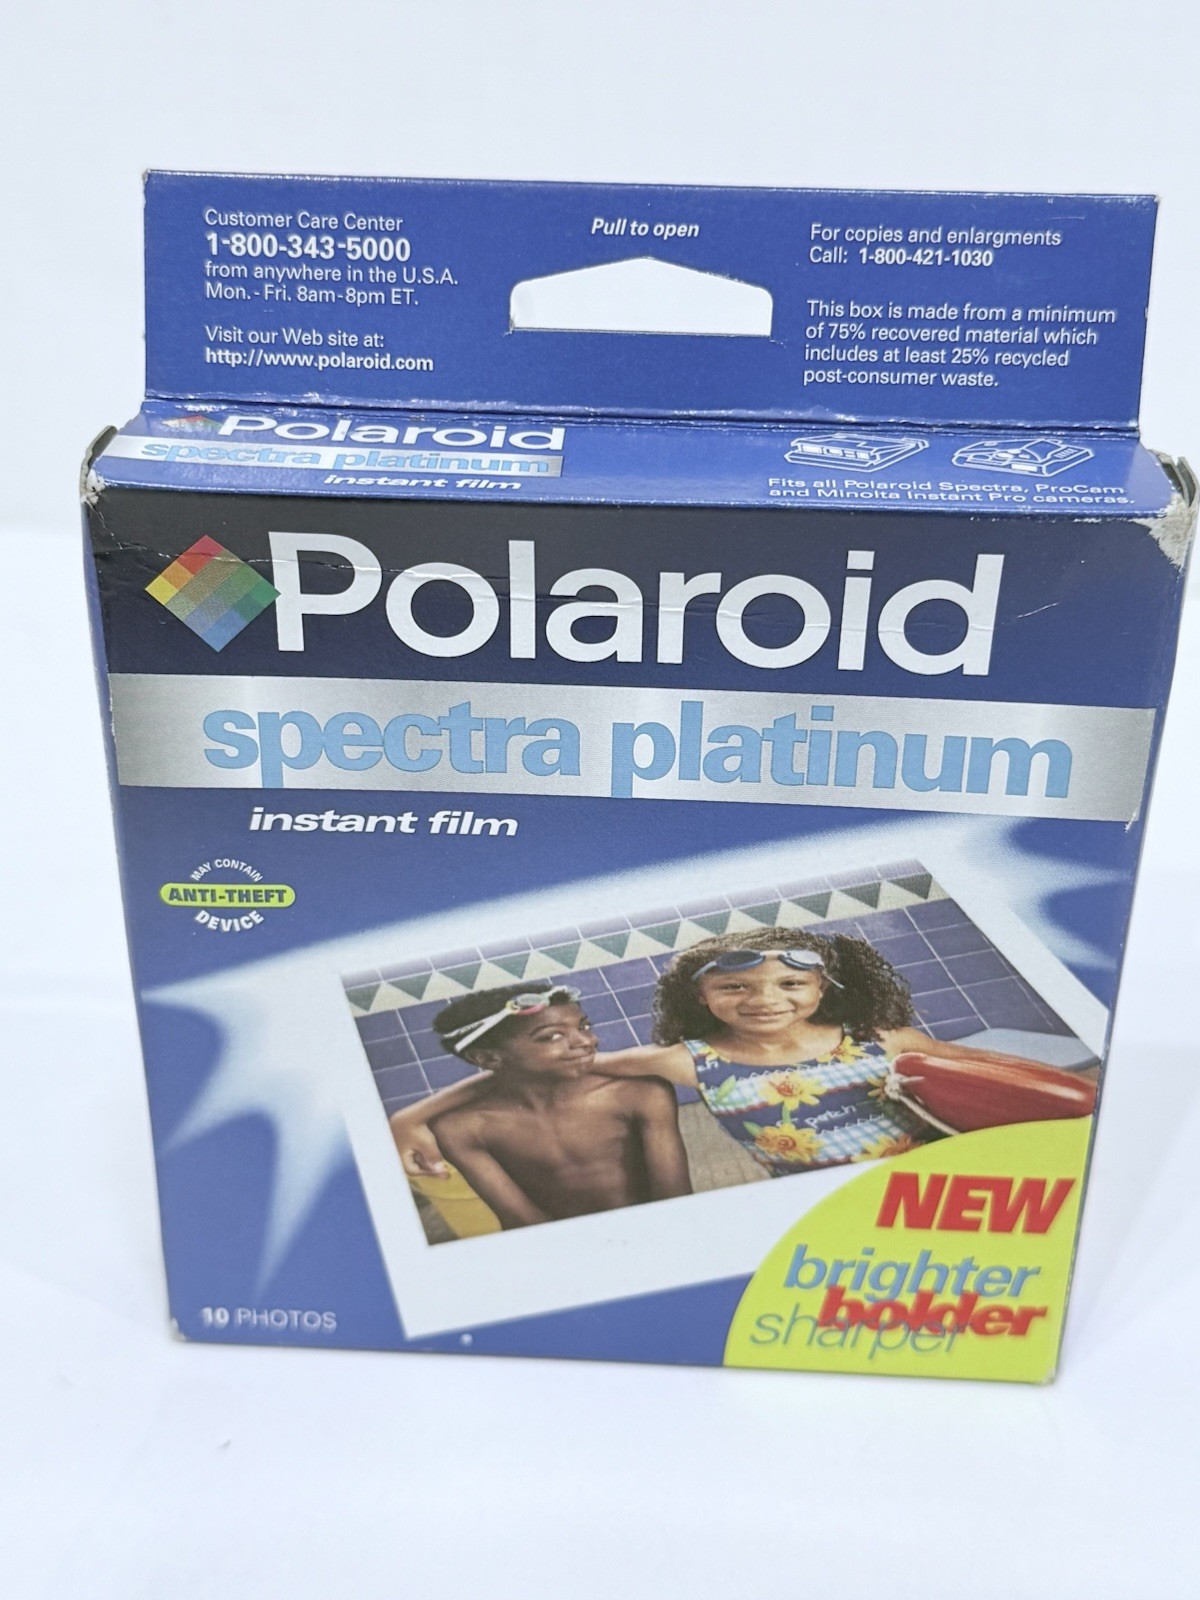 Customer Care Center
1-800-343-5000
from anywhere in the U.S.A.
Mon.- Fri. 8am-8pm ET.
Visit our Web site at:
http://www.polaroid.com
Pull to open
For copies and enlargments
Call: 1-800-421-1030
This box is made from a minimum
of 75% recovered material which
includes at least 25% recycled
post-consumer waste.
Polaroid
spectra platinum
instant film
Fits all Polaroid Spectra, ProCam
and Minolta Instant Pro cameras.
Polaroid
spectra platinum
instant film
MAY CONTAIN
ANTI-THEFT
DEVICE
patch
NEW
brighter
bolder
sharper
10 PHOTOS